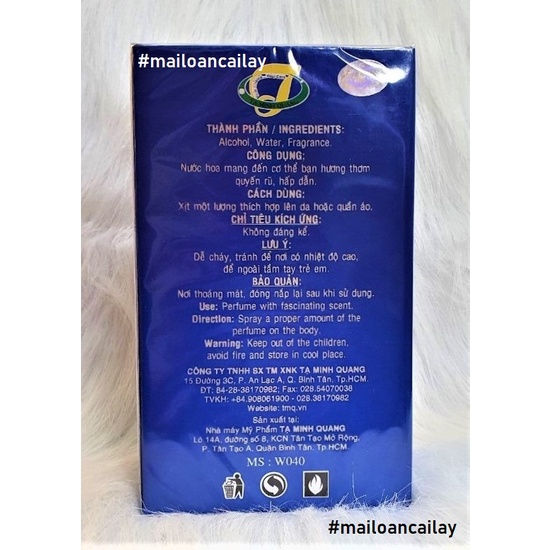 #mailoancailay
THÀNH PHẦN / INGREDIENTS:
Alcohol, Water, Fragrance.
CÔNG DỤNG:
Nước hoa mang đến cơ thể bạn hương thơm
quyến rũ, hấp dẫn.
CÁCH DÙNG:
Xịt một lượng thích hợp lên da hoặc quần áo.
CHỈ TIÊU KÍCH ỨNG:
Không đáng kể.
LƯU Ý:
Dễ cháy, tránh để nơi có nhiệt độ cao,
để ngoài tầm tay trẻ em.
BẢO QUẢN:
Nơi thoáng mát, đóng nắp lại sau khi sử dụng.
Use: Perfume with fascinating scent.
Direction: Spray a proper amount of the
perfume on the body.
Warning: Keep out of the children,
avoid fire and store in cool place.
CÔNG TY TNHH SX TM XNK TẠ MINH QUANG
15 Đường 3C, P. An Lạc A, Q. Bình Tân, Tp.HCM.
ĐT: 84-28-38170982; Fax: 028.54070038
TVKH: +84.908061900 - 028.38170982
Website: tmq.vn
Sản xuất tại:
Nhà máy Mỹ Phẩm TẠ MINH QUANG
Lô 14A, đường số 8, KCN Tân Tạo Mở Rộng,
P. Tân Tạo A, Quận Bình Tân, Tp.HCM.
MS : W040
#mailoancailay